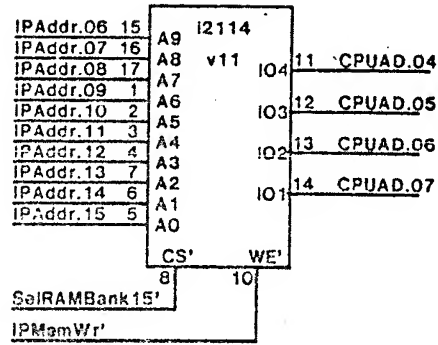 i2114
v11
IPAddr.06 15 A9
IPAddr.07 16 A8
IPAddr.08 17 A7
IPAddr.09 1 A6
IPAddr.10 2 A5
IPAddr.11 3 A4
IPAddr.12 4 A3
IPAddr.13 7 A2
IPAddr.14 6 A1
IPAddr.15 5 A0
IO4 11 CPUAD.04
IO3 12 CPUAD.05
IO2 13 CPUAD.06
IO1 14 CPUAD.07
CS' WE'
8 10
SelRAMBank15'
IPMemWr'